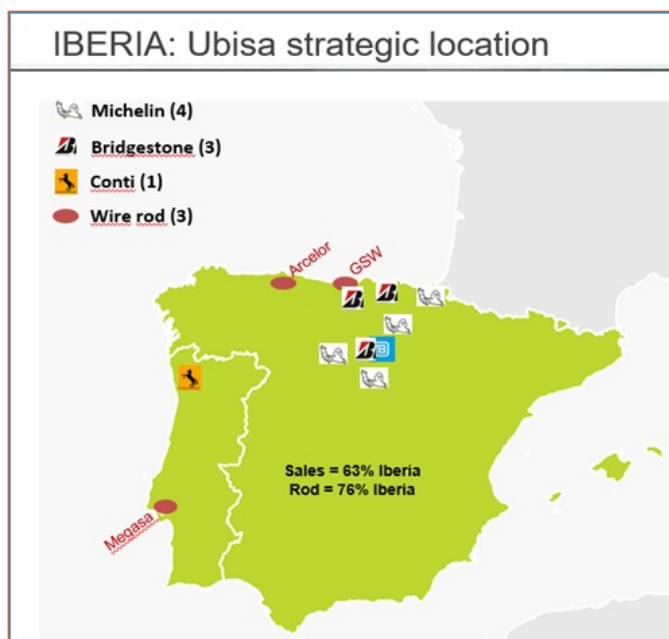 IBERIA: Ubisa strategic location
Michelin (4)
Bridgestone (3)
Conti (1)
Wire rod (3)
Arcelor
GSW
Sales = 63% Iberia
Rod = 76% Iberia
Megasa